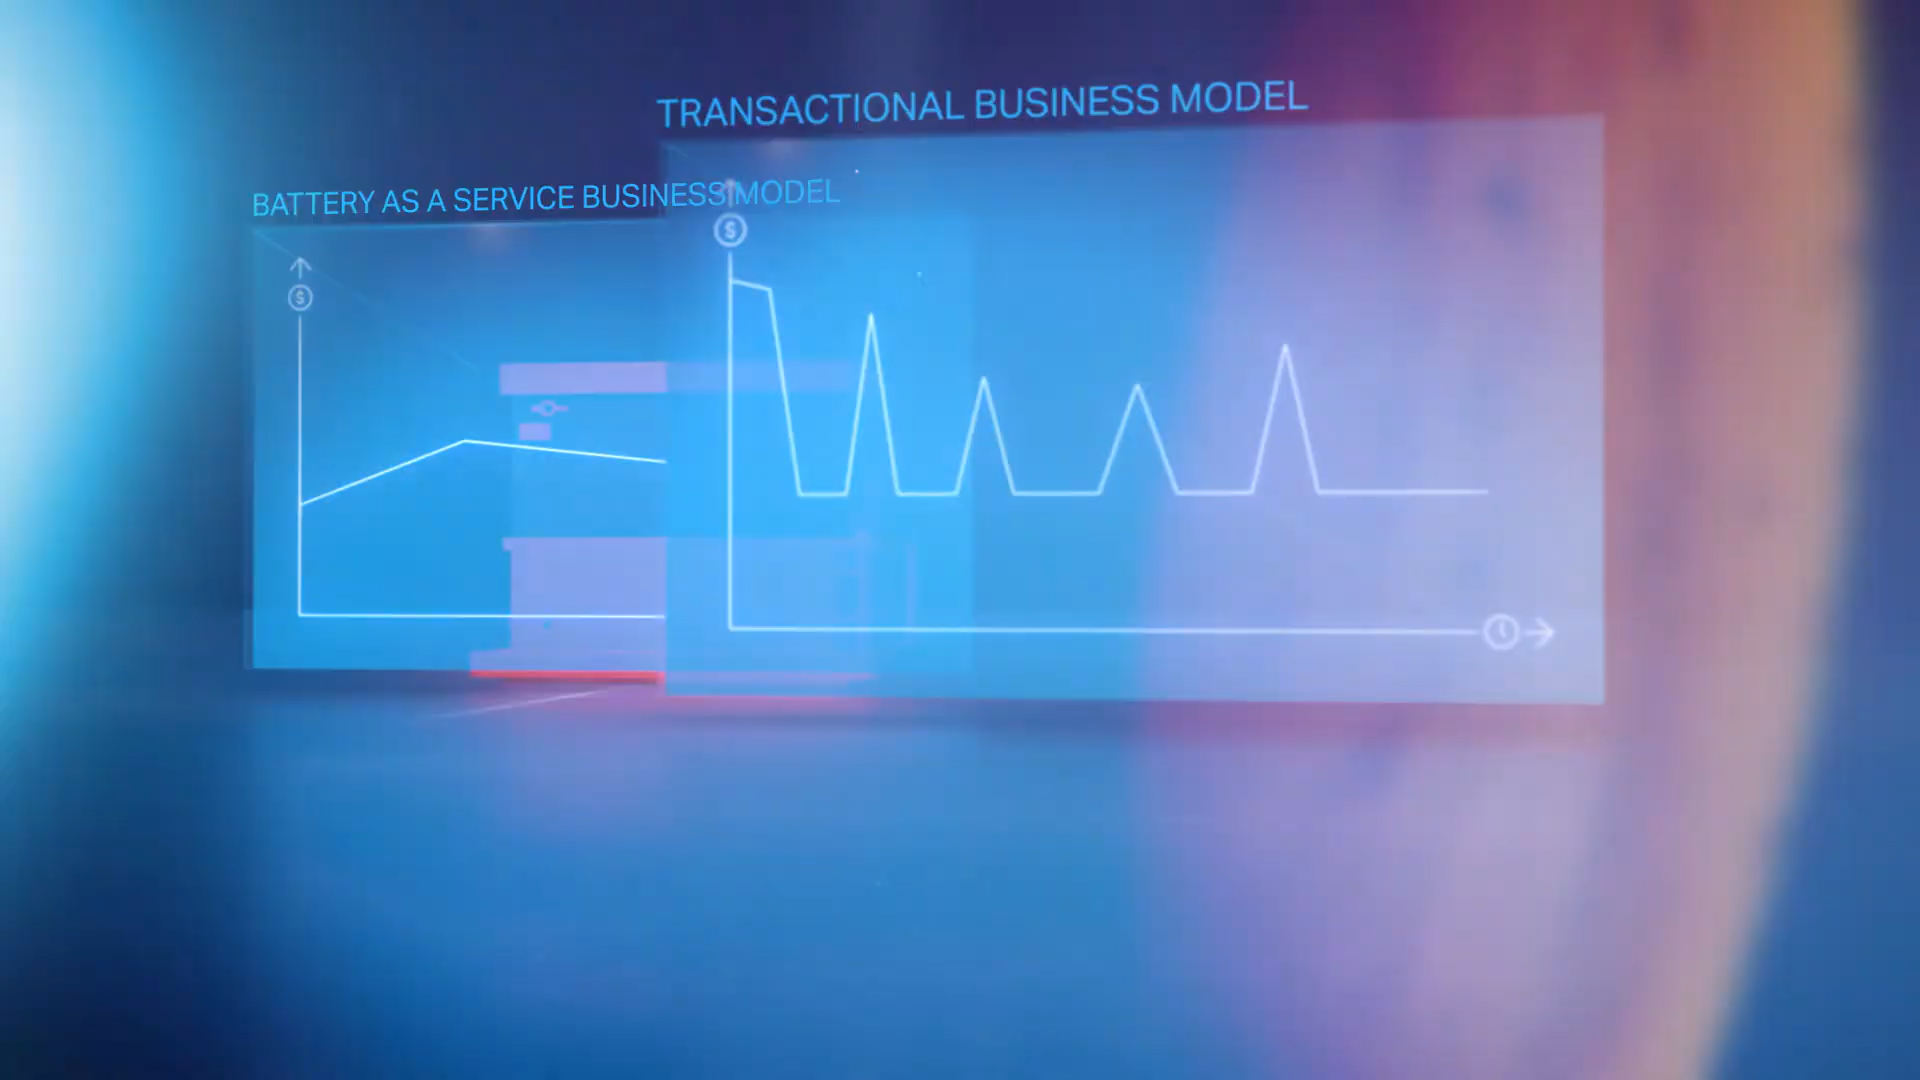 TRANSACTIONAL BUSINESS MODEL
BATTERY AS A SERVICE BUSINESS MODEL
$
$